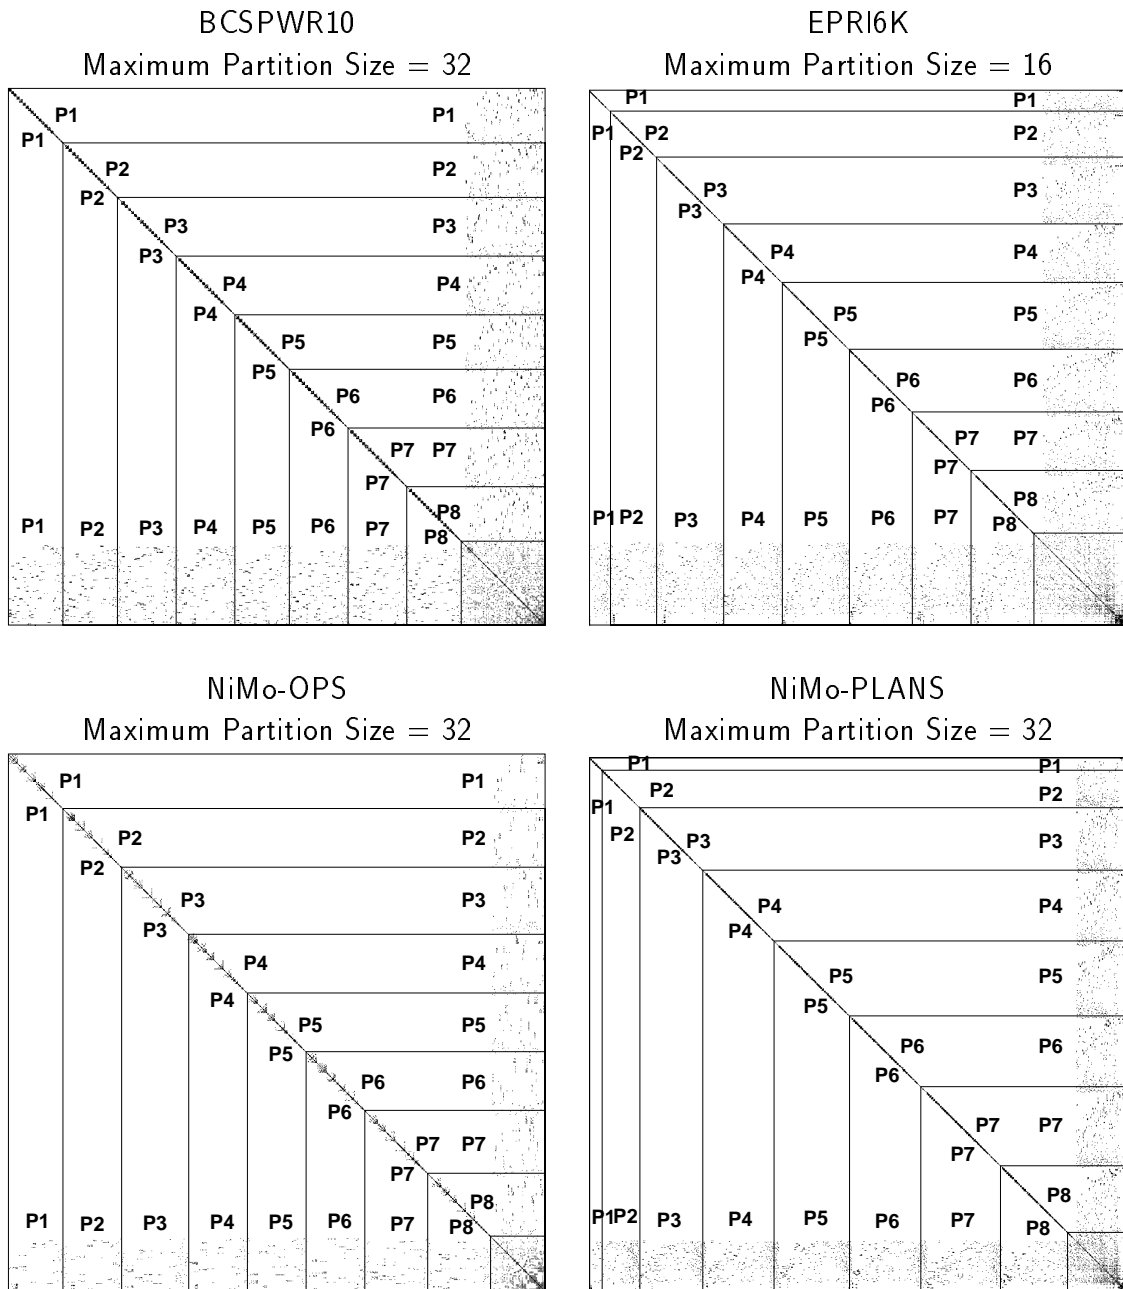 BCSPWR10
Maximum Partition Size = 32
P1 P1
P1
P2 P2
P2
P3 P3
P3
P4 P4
P4
P5 P5
P5
P6 P6
P6
P7 P7
P7
P8
P1 P2 P3 P4 P5 P6 P7 P8
EPRI6K
Maximum Partition Size = 16
P1 P1
P1 P2 P2
P2
P3 P3
P3
P4 P4
P4
P5 P5
P5
P6 P6
P6
P7 P7
P7
P8
P1 P2 P3 P4 P5 P6 P7 P8
NiMo-OPS
Maximum Partition Size = 32
P1 P1
P1
P2 P2
P2
P3 P3
P3
P4 P4
P4
P5 P5
P5
P6 P6
P6
P7 P7
P7
P8
P1 P2 P3 P4 P5 P6 P7 P8
NiMo-PLANS
Maximum Partition Size = 32
P1 P1
P2 P2
P1
P2 P3 P3
P3
P4 P4
P4
P5 P5
P5
P6 P6
P6
P7 P7
P7
P8
P1 P2 P3 P4 P5 P6 P7 P8